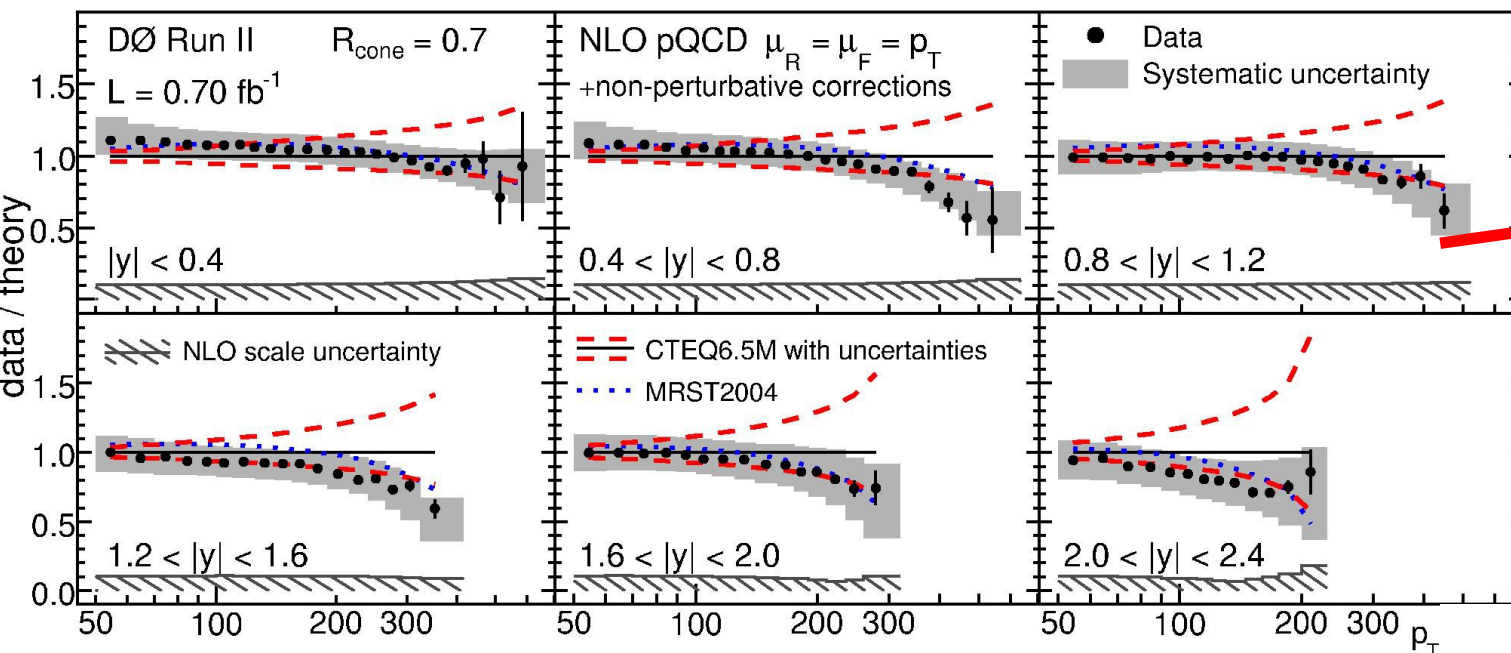 DØ Run II R_cone = 0.7
L = 0.70 fb⁻¹
NLO pQCD μ_R = μ_F = p_T
+non-perturbative corrections
Data
Systematic uncertainty
1.5
1.0
0.5
|y| < 0.4
0.4 < |y| < 0.8
0.8 < |y| < 1.2
data / theory
NLO scale uncertainty
CTEQ6.5M with uncertainties
MRST2004
1.5
1.0
0.5
0.0
1.2 < |y| < 1.6
1.6 < |y| < 2.0
2.0 < |y| < 2.4
50 100 200 300 50 100 200 300 50 100 200 300 p_T